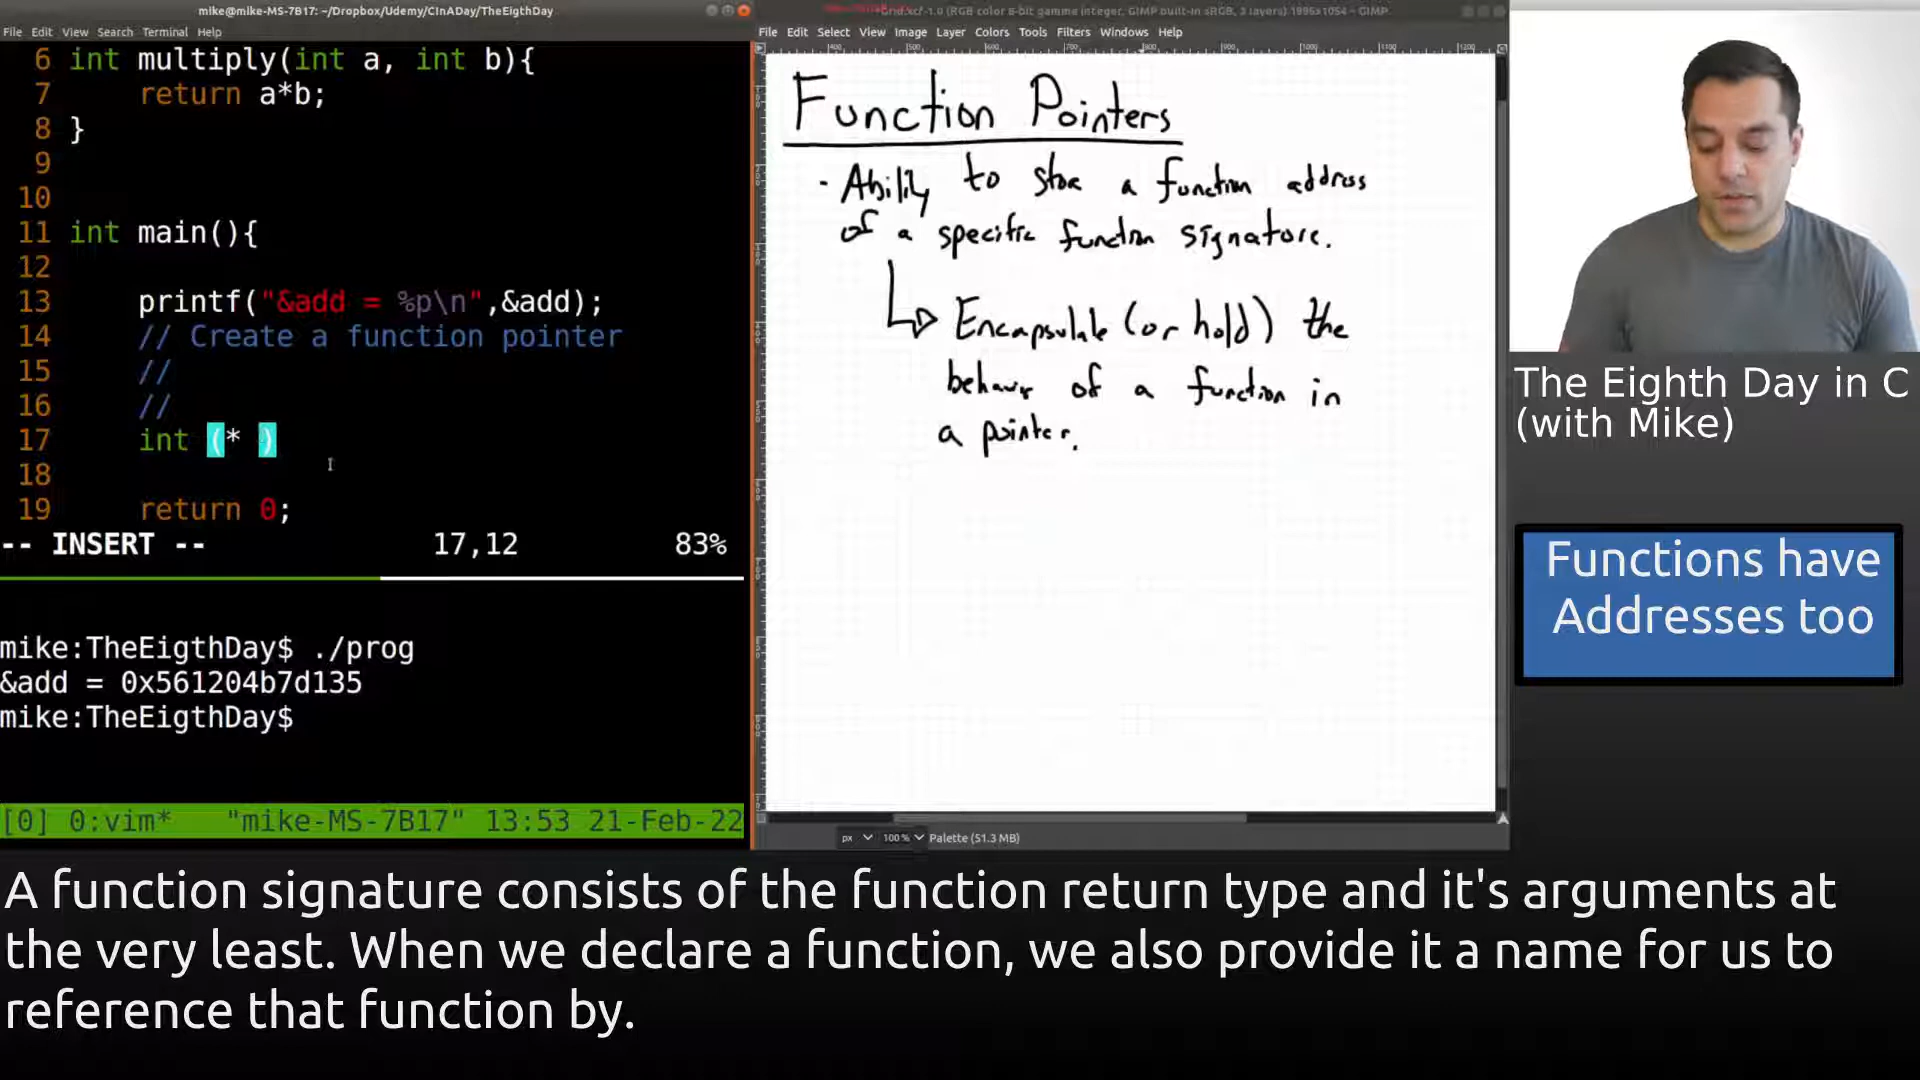 mike@mike-MS-7B17: ~/Dropbox/Udemy/CInADay/TheEigthDay
File Edit View Search Terminal Help
6 int multiply(int a, int b){
7 return a*b;
8 }
9
10
11 int main(){
12
13 printf("&add = %p\n",&add);
14 // Create a function pointer
15 //
16 //
17 int (* )
18
19 return 0;
-- INSERT -- 17,12 83%
mike:TheEigthDay$ ./prog
&add = 0x561204b7d135
mike:TheEigthDay$
[0] 0:vim* "mike-MS-7B17" 13:53 21-Feb-22
File Edit Select View Image Layer Colors Tools Filters Windows Help
Function Pointers
- Ability to store a function address
of a specific function signature.
Encapsulate (or hold) the
behavior of a function in
a pointer.
px 100 % Palette (51.3 MB)
The Eighth Day in C
(with Mike)
Functions have
Addresses too
A function signature consists of the function return type and it's arguments at
the very least. When we declare a function, we also provide it a name for us to
reference that function by.